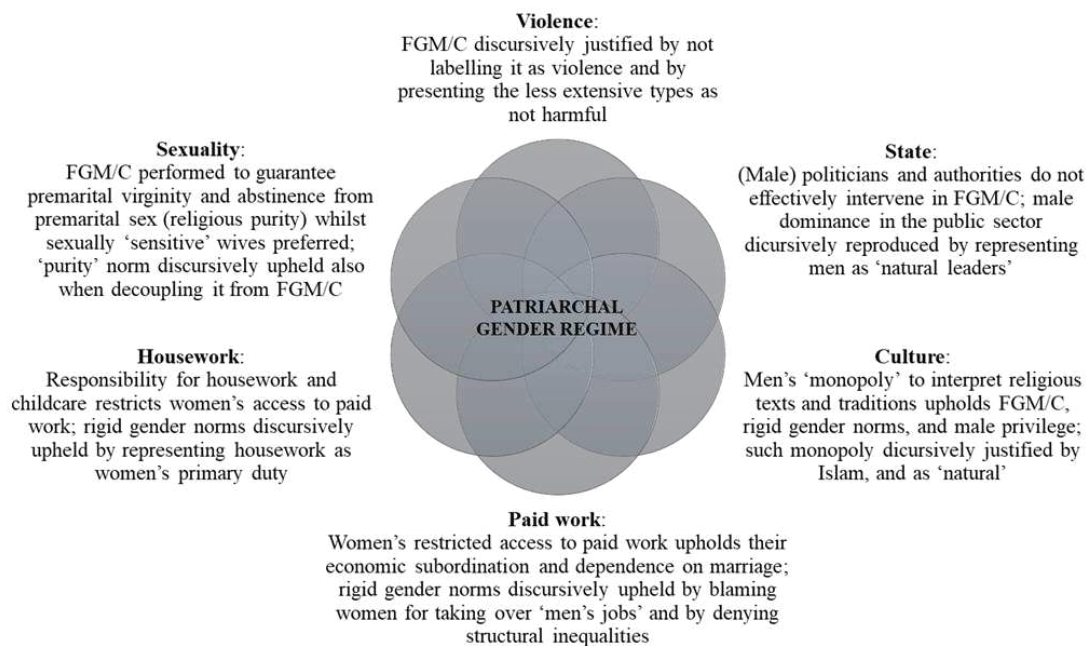 Violence:
FGM/C discursively justified by not
labelling it as violence and by
presenting the less extensive types as
not harmful
Sexuality:
FGM/C performed to guarantee
premarital virginity and abstinence from
premarital sex (religious purity) whilst
sexually ‘sensitive’ wives preferred;
‘purity’ norm discursively upheld also
when decoupling it from FGM/C
State:
(Male) politicians and authorities do not
effectively intervene in FGM/C; male
dominance in the public sector
dicursively reproduced by representing
men as ‘natural leaders’
PATRIARCHAL
GENDER REGIME
Housework:
Responsibility for housework and
childcare restricts women’s access to paid
work; rigid gender norms discursively
upheld by representing housework as
women’s primary duty
Culture:
Men’s ‘monopoly’ to interpret religious
texts and traditions upholds FGM/C,
rigid gender norms, and male privilege;
such monopoly dicursively justified by
Islam, and as ‘natural’
Paid work:
Women’s restricted access to paid work upholds their
economic subordination and dependence on marriage;
rigid gender norms discursively upheld by blaming
women for taking over ‘men’s jobs’ and by denying
structural inequalities